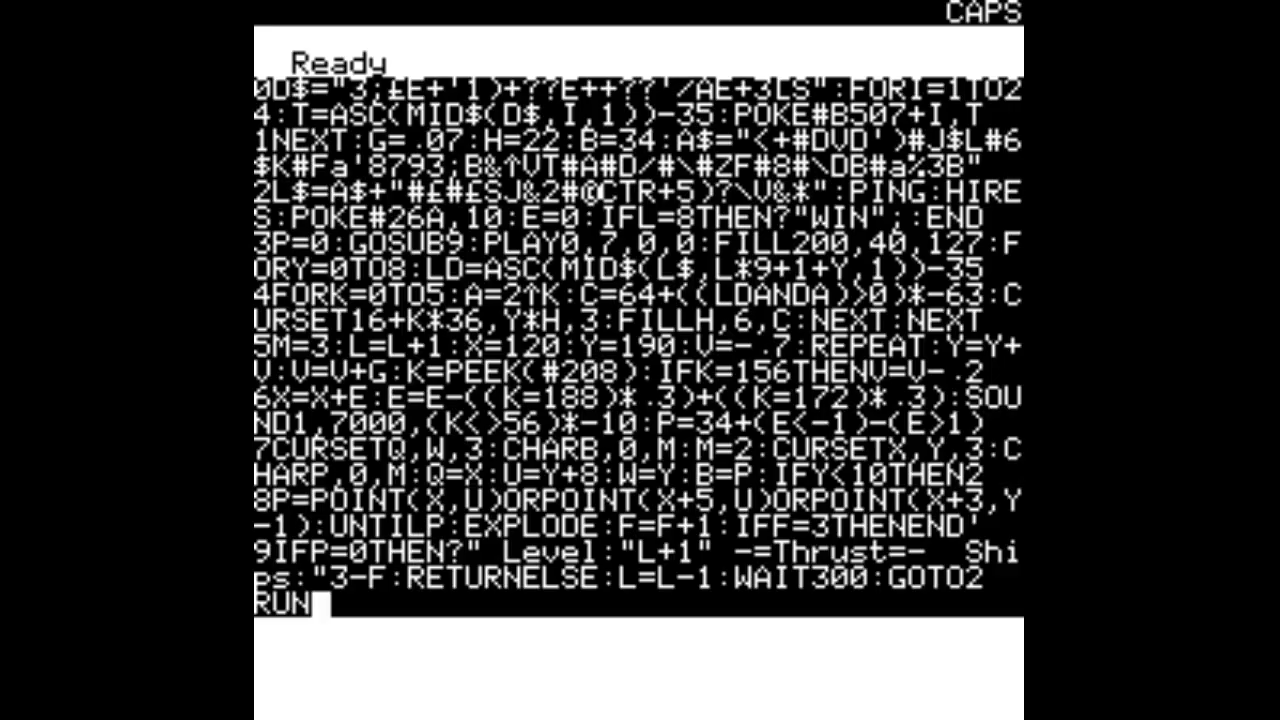 CAPS
Ready
0D$="3;£E+'1)+??E++??'/AE+3LS":FORI=1TO2
4:T=ASC(MID$(D$,I,1))-35:POKE#B507+I,T
1NEXT:G=.07:H=22:B=34:A$="<+#DVD')#J$L#6
$K#Fa'8793;B&↑VT#A#D/#\#ZF#8#\DB#a%3B"
2L$=A$+"#£#£SJ&2#@CTR+5)?\V&*":PING:HIRE
S:POKE#26A,10:E=0:IFL=8THEN?"WIN";:END
3P=0:GOSUB9:PLAY0,7,0,0:FILL200,40,127:F
ORY=0TO8:LD=ASC(MID$(L$,L*9+1+Y,1))-35
4FORK=0TO5:A=2↑K:C=64+((LDANDA)>0)*-63:C
URSET16+K*36,Y*H,3:FILLH,6,C:NEXT:NEXT
5M=3:L=L+1:X=120:Y=190:V=-.7:REPEAT:Y=Y+
V:V=V+G:K=PEEK(#208):IFK=156THENV=V-.2
6X=X+E:E=E-((K=188)*.3)+((K=172)*.3):SOU
ND1,7000,(K<>56)*-10:P=34+(E<-1)-(E>1)
7CURSETQ,W,3:CHARB,0,M:M=2:CURSETX,Y,3:C
HARP,0,M:Q=X:U=Y+8:W=Y:B=P:IFY<10THEN2
8P=POINT(X,U)ORPOINT(X+5,U)ORPOINT(X+3,Y
-1):UNTILP:EXPLODE:F=F+1:IFF=3THENEND'
9IFP=0THEN?" Level:"L+1" -=Thrust=-  Shi
ps:"3-F:RETURNELSE:L=L-1:WAIT300:GOTO2
RUN